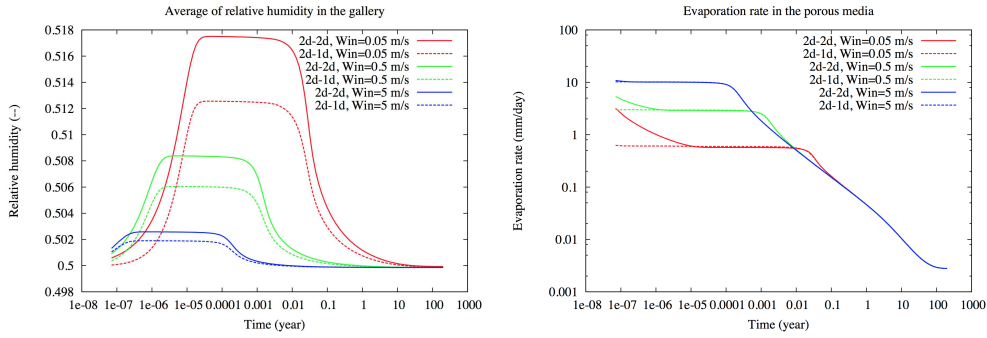 Average of relative humidity in the gallery
0.518
0.516
0.514
0.512
0.51
0.508
0.506
0.504
0.502
0.5
0.498
Relative humidity (--)
2d-2d, Win=0.05 m/s
2d-1d, Win=0.05 m/s
2d-2d, Win=0.5 m/s
2d-1d, Win=0.5 m/s
2d-2d, Win=5 m/s
2d-1d, Win=5 m/s
1e-08 1e-07 1e-06 1e-05 0.0001 0.001 0.01 0.1 1 10 100
Time (year)
Evaporation rate in the porous media
100
10
1
0.1
0.01
0.001
Evaporation rate (mm/day)
2d-2d, Win=0.05 m/s
2d-1d, Win=0.05 m/s
2d-2d, Win=0.5 m/s
2d-1d, Win=0.5 m/s
2d-2d, Win=5 m/s
2d-1d, Win=5 m/s
1e-08 1e-07 1e-06 1e-05 0.0001 0.001 0.01 0.1 1 10 100 1000
Time (year)